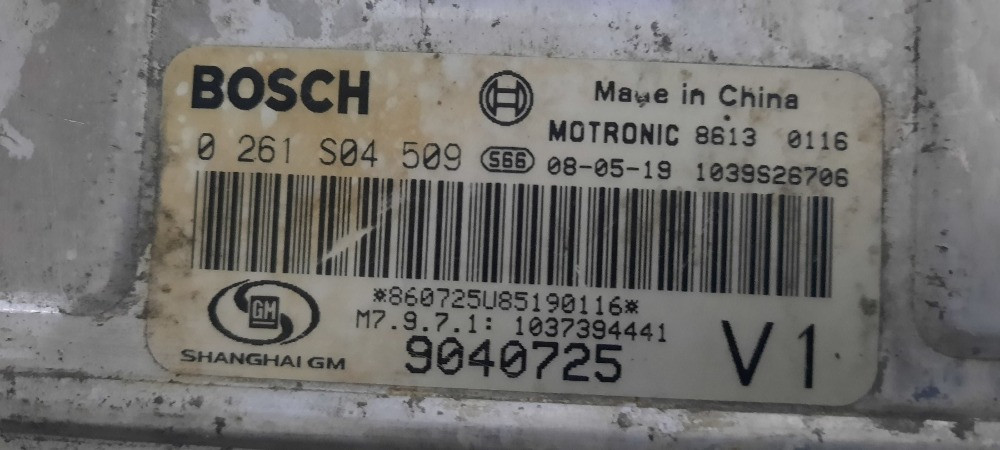 BOSCH
Made in China
MOTRONIC 8613 0116
0 261 S04 509 S66 08-05-19 1039S26706
*860725U85190116*
M7.9.7.1: 1037394441
GM
SHANGHAI GM
9040725
V1